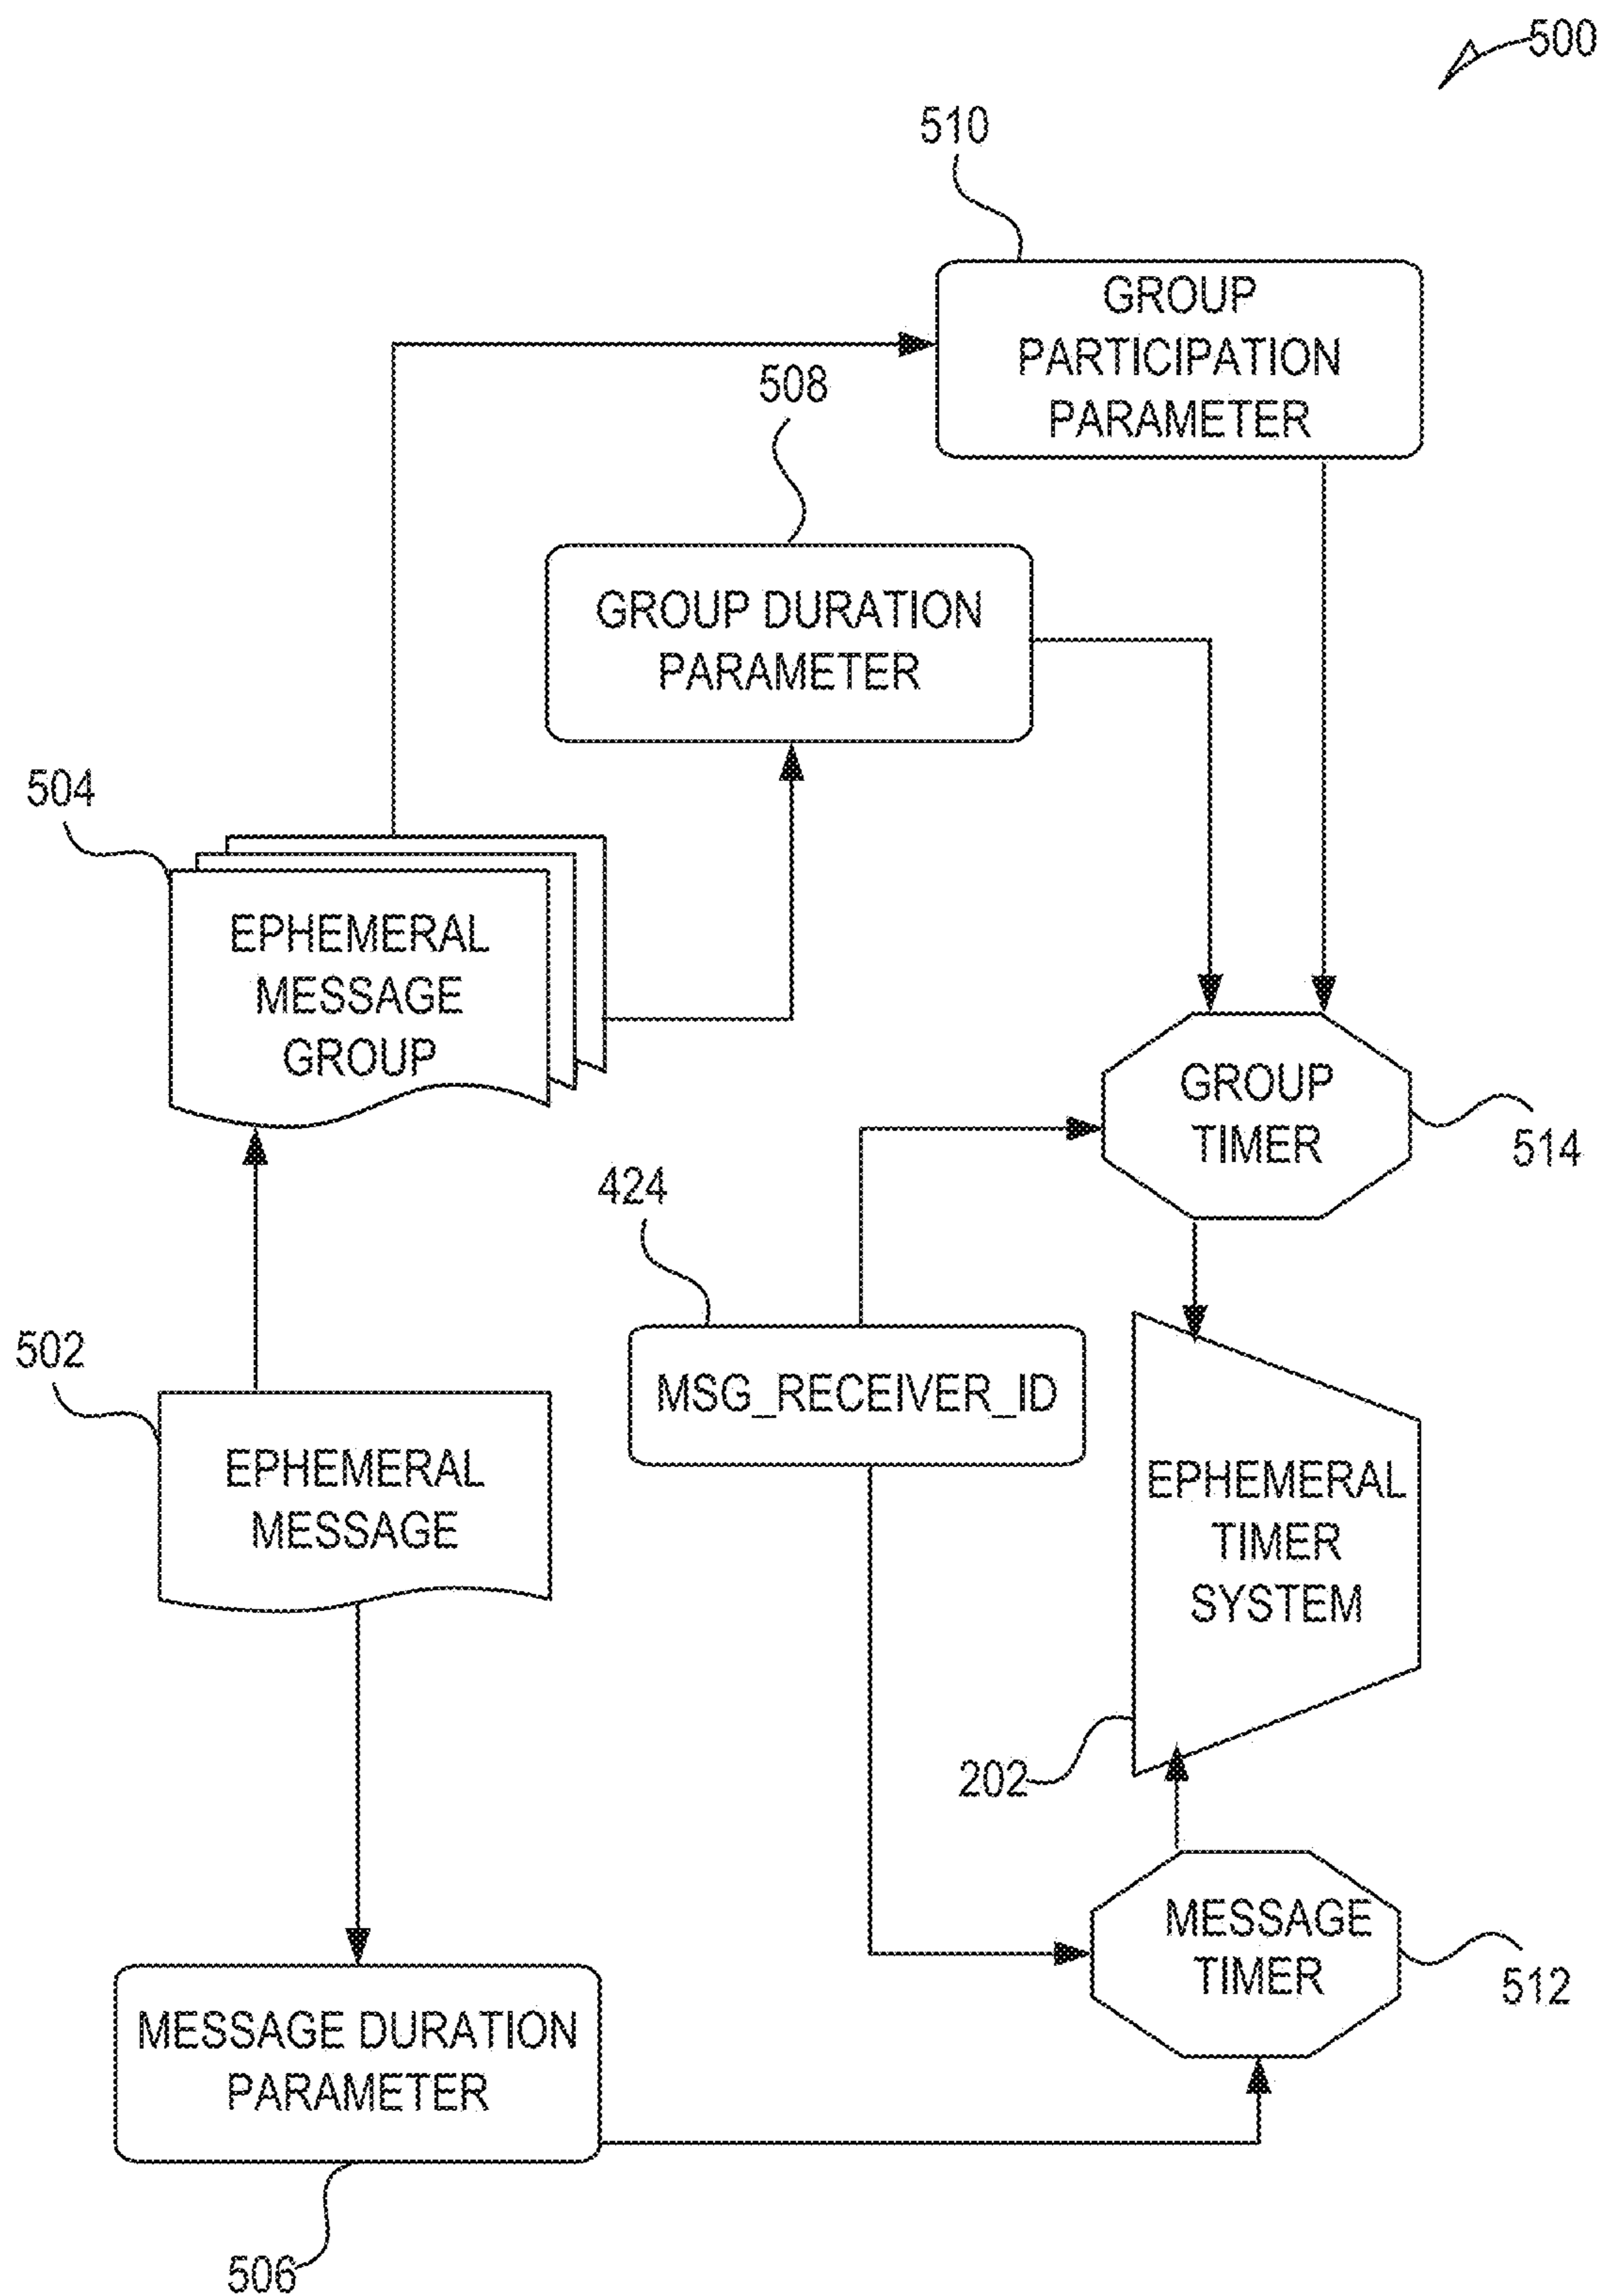 500
510
GROUP
PARTICIPATION
PARAMETER
508
GROUP DURATION
PARAMETER
504
EPHEMERAL
MESSAGE
GROUP
GROUP
TIMER
514
424
MSG_RECEIVER_ID
502
EPHEMERAL
MESSAGE
EPHEMERAL
TIMER
SYSTEM
202
MESSAGE
TIMER
512
MESSAGE DURATION
PARAMETER
506